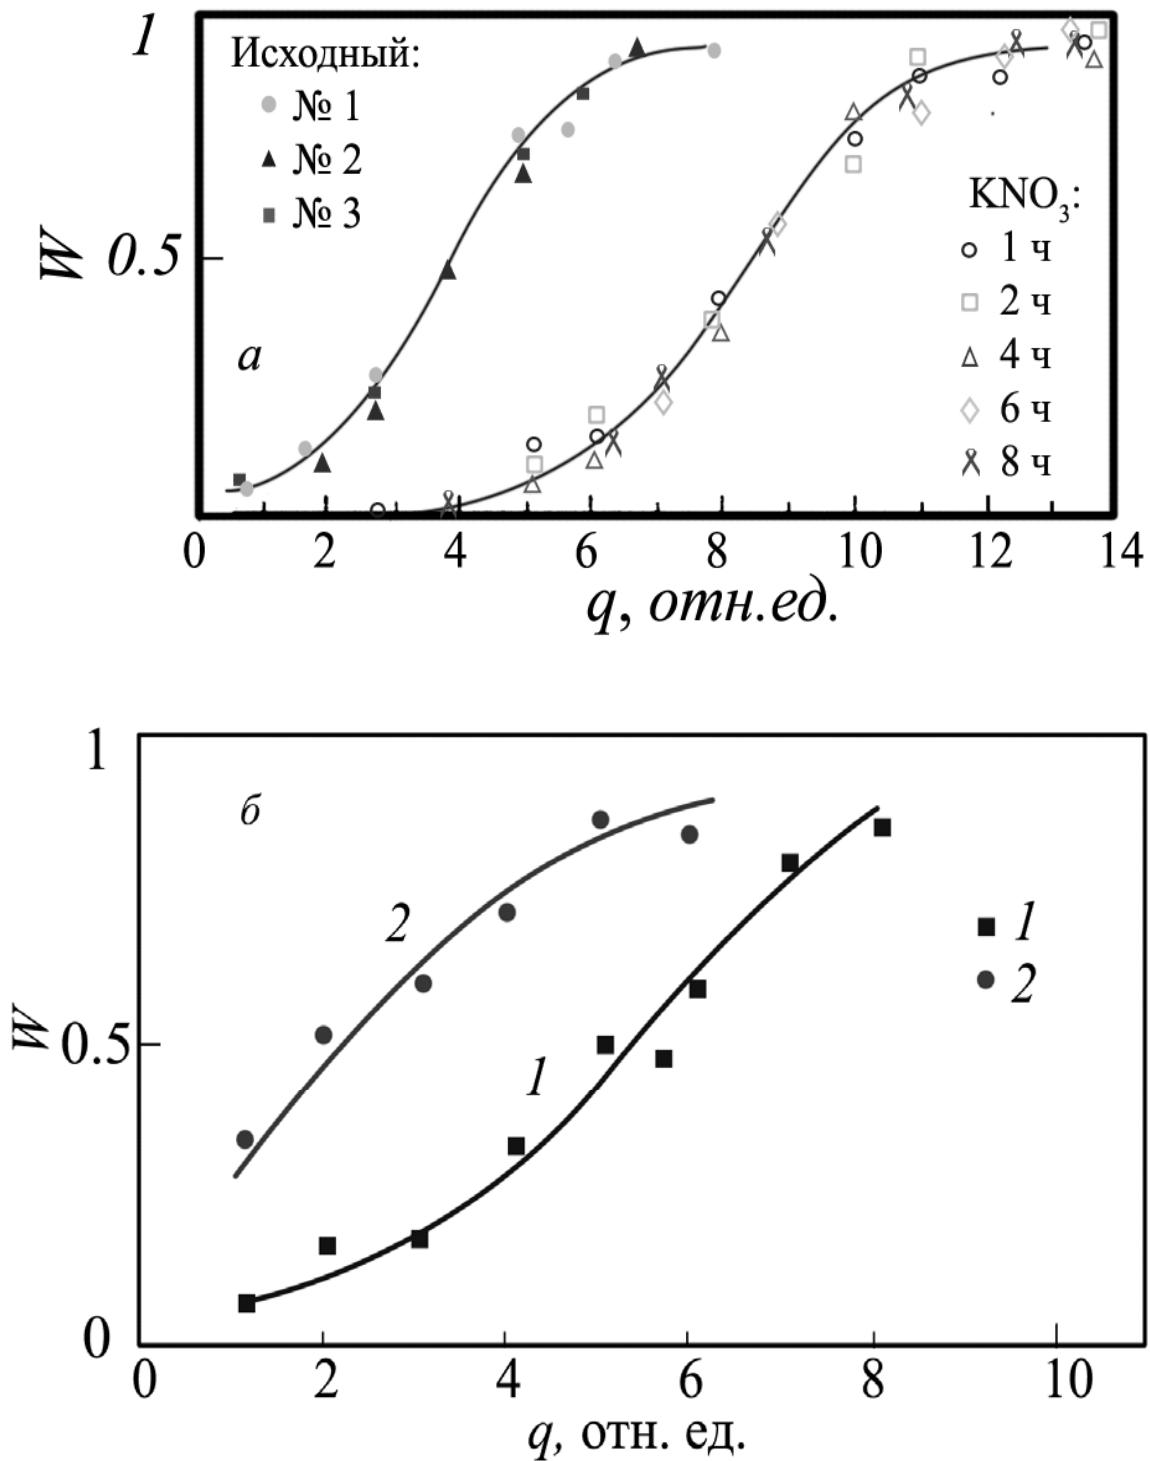 1
Исходный:
№ 1
№ 2
№ 3
W
0.5
а
KNO₃:
1 ч
2 ч
4 ч
6 ч
8 ч
0 2 4 6 8 10 12 14
q, отн.ед.
1
б
2
1
2
W
0.5
1
0
0 2 4 6 8 10
q, отн. ед.